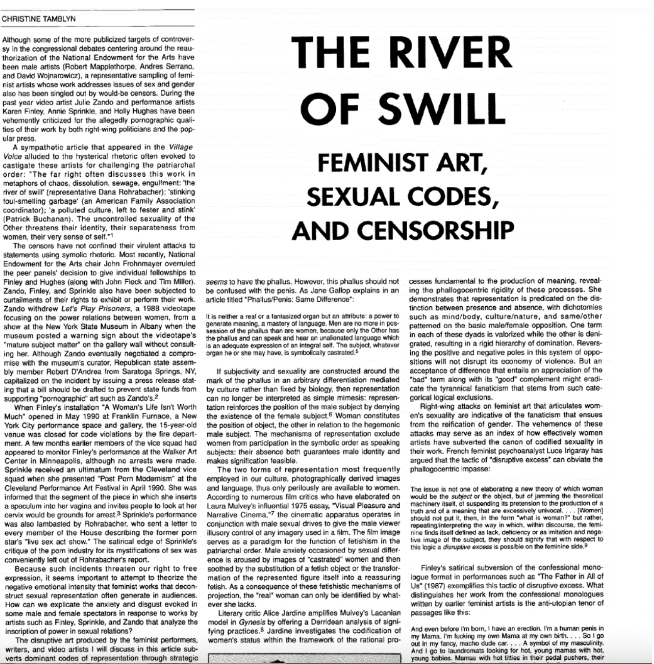 CHRISTINE TAMBLYN
THE RIVER
OF SWILL
FEMINIST ART,
SEXUAL CODES,
AND CENSORSHIP
Although some of the more publicized targets of controver-
sy in the congressional debates centering around the reau-
thorization of the National Endowment for the Arts have
been male artists (Robert Mapplethorpe, Andres Serrano,
and David Wojnarowicz), a representative sampling of femi-
nist artists whose work addresses issues of sex and gender
also has been singled out by would-be censors. During the
past year video artist Julie Zando and performance artists
Karen Finley, Annie Sprinkle, and Holly Hughes have been
vehemently criticized for the allegedly pornographic quali-
ties of their work by both right-wing politicians and the pop-
ular press.
A sympathetic article that appeared in the Village
Voice alluded to the hysterical rhetoric often evoked to
castigate these artists for challenging the patriarchal
order: "The far right often discusses this work in
metaphors of chaos, dissolution, sewage, engulfment: 'the
river of swill' (representative Dana Rohrabacher); 'stinking
foul-smelling garbage' (an American Family Association
coordinator); 'a polluted culture, left to fester and stink'
(Patrick Buchanan). The uncontrolled sexuality of the
Other threatens their identity, their separateness from
women, their very sense of self."1
The censors have not confined their virulent attacks to
statements using symbolic rhetoric. Most recently, National
Endowment for the Arts chair John Frohnmayer overruled
the peer panels' decision to give individual fellowships to
Finley and Hughes (along with John Fleck and Tim Miller).
Zando, Finley, and Sprinkle also have been subjected to
curtailments of their rights to exhibit or perform their work.
Zando withdrew Let's Play Prisoners, a 1988 videotape
focusing on the power relations between women, from a
show at the New York State Museum in Albany when the
museum posted a warning sign about the videotape's
"mature subject matter" on the gallery wall without consult-
ing her. Although Zando eventually negotiated a compro-
mise with the museum's curator, Republican state assem-
bly member Robert D'Andrea from Saratoga Springs, NY,
capitalized on the incident by issuing a press release stat-
ing that a bill should be drafted to prevent state funds from
supporting "pornographic" art such as Zando's.2
When Finley's installation "A Woman's Life Isn't Worth
Much" opened in May 1990 at Franklin Furnace, a New
York City performance space and gallery, the 15-year-old
venue was closed for code violations by the fire depart-
ment. A few months earlier members of the vice squad had
appeared to monitor Finley's performance at the Walker Art
Center in Minneapolis, although no arrests were made.
Sprinkle received an ultimatum from the Cleveland vice
squad when she presented "Post Porn Modernism" at the
Cleveland Performance Art Festival in April 1990. She was
informed that the segment of the piece in which she inserts
a speculum into her vagina and invites people to look at her
cervix would be grounds for arrest.3 Sprinkle's performance
was also lambasted by Rohrabacher, who sent a letter to
every member of the House describing the former porn
star's "live sex act show." The satirical edge of Sprinkle's
critique of the porn industry for its mystifications of sex was
conveniently left out of Rohrabacher's report.
Because such incidents threaten our right to free
expression, it seems important to attempt to theorize the
negative emotional intensity that feminist works that decon-
struct sexual representation often generate in audiences.
How can we explicate the anxiety and disgust evoked in
some male and female spectators in response to works by
artists such as Finley, Sprinkle, and Zando that analyze the
inscription of power in sexual relations?
The disruptive art produced by the feminist performers,
writers, and video artists I will discuss in this article sub-
verts dominant codes of representation through strategic
seems to have the phallus. However, this phallus should not
be confused with the penis. As Jane Gallop explains in an
article titled "Phallus/Penis: Same Difference":
It is neither a real or a fantasized organ but an attribute: a power to
generate meaning, a mastery of language. Men are no more in pos-
session of the phallus than are women, because only the Other has
the phallus and can speak and hear an unalienated language which
is an adequate expression of an integral self. The subject, whatever
organ he or she may have, is symbolically castrated.5
If subjectivity and sexuality are constructed around the
mark of the phallus in an arbitrary differentiation mediated
by culture rather than fixed by biology, then representation
can no longer be interpreted as simple mimesis: represen-
tation reinforces the position of the male subject by denying
the existence of the female subject.6 Woman constitutes
the position of object, the other in relation to the hegemonic
male subject. The mechanisms of representation exclude
women from participation in the symbolic order as speaking
subjects: their absence both guarantees male identity and
makes signification feasible.
The two forms of representation most frequently
employed in our culture, photographically derived images
and language, thus only perilously are available to women.
According to numerous film critics who have elaborated on
Laura Mulvey's influential 1975 essay, "Visual Pleasure and
Narrative Cinema,"7 the cinematic apparatus operates in
conjunction with male sexual drives to give the male viewer
illusory control of any imagery used in a film. The film image
serves as a paradigm for the function of fetishism in the
patriarchal order. Male anxiety occasioned by sexual differ-
ence is aroused by images of "castrated" women and then
soothed by the substitution of a fetish object or the transfor-
mation of the represented figure itself into a reassuring
fetish. As a consequence of these fetishistic mechanisms of
projection, the "real" woman can only be identified by what-
ever she lacks.
Literary critic Alice Jardine amplifies Mulvey's Lacanian
model in Gynesis by offering a Derridean analysis of signi-
fying practices.8 Jardine investigates the codification of
women's status within the framework of the rational pro-
cesses fundamental to the production of meaning, reveal-
ing the phallogocentric rigidity of these processes. She
demonstrates that representation is predicated on the dis-
tinction between presence and absence, with dichotomies
such as mind/body, culture/nature, and same/other
patterned on the basic male/female opposition. One term
in each of these dyads is valorized while the other is deni-
grated, resulting in a rigid hierarchy of domination. Revers-
ing the positive and negative poles in this system of oppo-
sitions will not disrupt its economy of violence. But an
acceptance of difference that entails an appreciation of the
"bad" term along with its "good" complement might eradi-
cate the tyrannical fanaticism that stems from such cate-
gorical logical exclusions.
Right-wing attacks on feminist art that articulates wom-
en's sexuality are indicative of the fanaticism that ensues
from the reification of gender. The vehemence of these
attacks may serve as an index of how effectively women
artists have subverted the canon of codified sexuality in
their work. French feminist psychoanalyst Luce Irigaray has
argued that the tactic of "disruptive excess" can obviate the
phallogocentric impasse:
The issue is not one of elaborating a new theory of which woman
would be the subject or the object, but of jamming the theoretical
machinery itself, of suspending its pretension to the production of a
truth and of a meaning that are excessively univocal. . . . [Women]
should not put it, then, in the form "what is woman?" but rather,
repeating/interpreting the way in which, within discourse, the femi-
nine finds itself defined as lack, deficiency or as imitation and nega-
tive image of the subject, they should signify that with respect to
this logic a disruptive excess is possible on the feminine side.9
Finley's satirical subversion of the confessional mono-
logue format in performances such as "The Father in All of
Us" (1987) exemplifies this tactic of disruptive excess. What
distinguishes her work from the confessional monologues
written by earlier feminist artists is the anti-utopian tenor of
passages like this:
And even before I'm born, I have an erection. I'm a human penis in
my Mama. I'm fucking my own Mama at my own birth. . . . So I go
out in my fancy, macho dude car. . . . A symbol of my masculinity.
And I go to laundromats looking for hot, young mamas with hot,
young babies. Mamas with hot titties in their pedal pushers, their